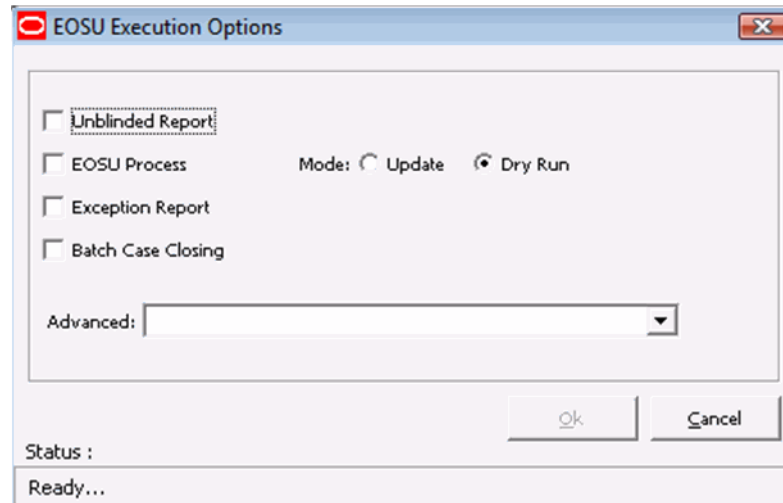 EOSU Execution Options
Unblinded Report
EOSU Process Mode: Update Dry Run
Exception Report
Batch Case Closing
Advanced:
Ok Cancel
Status :
Ready...